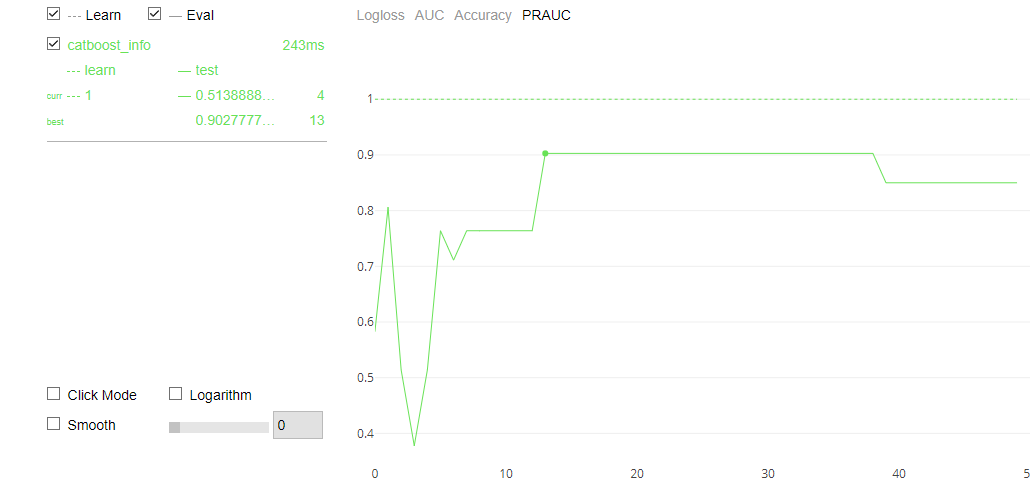 --- Learn — Eval
catboost_info 243ms
--- learn — test
curr --- 1 — 0.5138888... 4
best 0.9027777... 13
Click Mode Logarithm
Smooth 0
Logloss AUC Accuracy PRAUC
1
0.9
0.8
0.7
0.6
0.5
0.4
0 10 20 30 40